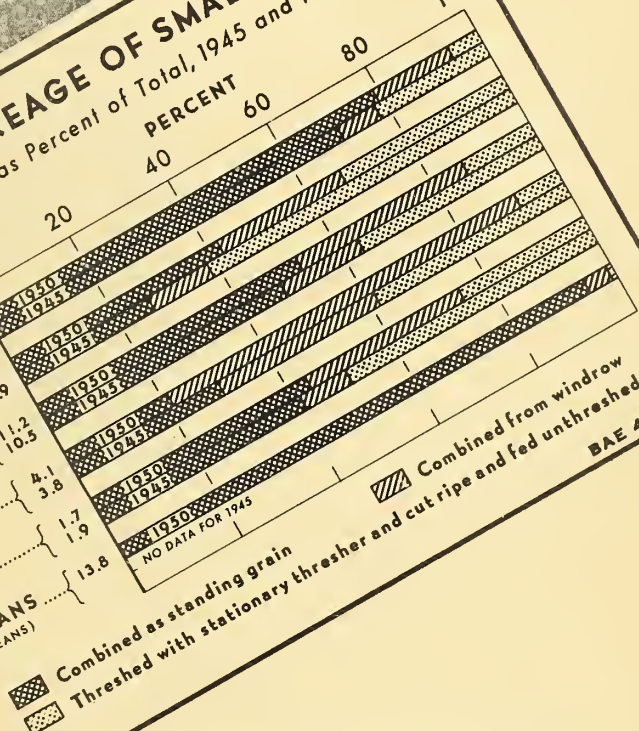 OF
as Percent of Total, 1945 and
PERCENT
20 40 60 80
1950
1945
1950
1945
1950
1945
11.2
10.5
1950
1945
4.1
3.8
1950
1945
1.7
1.9
1950
NO DATA FOR 1945
13.8
Combined as standing grain
Combined from windrow
Threshed with stationary thresher and cut ripe and fed unthreshed
BAE